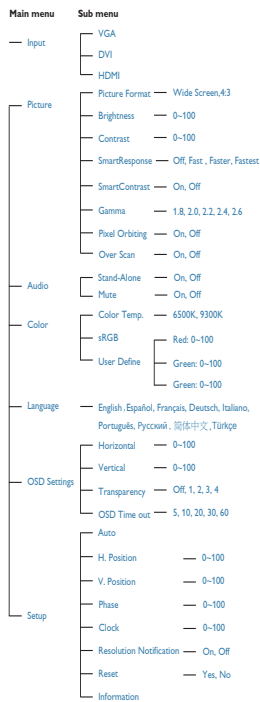 Main menu Sub menu
Input
VGA
DVI
HDMI
Picture
Picture Format Wide Screen,4:3
Brightness 0~100
Contrast 0~100
SmartResponse Off, Fast , Faster, Fastest
SmartContrast On, Off
Gamma 1.8, 2.0, 2.2, 2.4, 2.6
Pixel Orbiting On, Off
Over Scan On, Off
Audio
Stand-Alone On, Off
Mute On, Off
Color
Color Temp. 6500K, 9300K
sRGB
User Define
Red: 0~100
Green: 0~100
Green: 0~100
Language
English , Español, Français, Deutsch, Italiano,
Português, Русский , 简体中文 , Türkçe
OSD Settings
Horizontal 0~100
Vertical 0~100
Transparency Off, 1, 2, 3, 4
OSD Time out 5, 10, 20, 30, 60
Setup
Auto
H. Position 0~100
V. Position 0~100
Phase 0~100
Clock 0~100
Resolution Notification On, Off
Reset Yes, No
Information